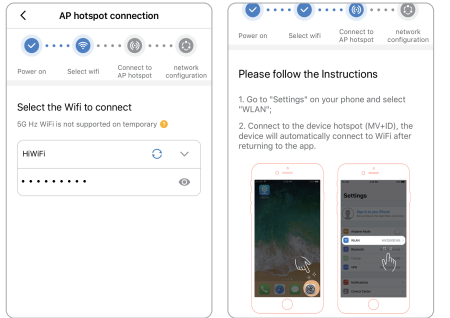 AP hotspot connection
Power on
Select wifi
Connect to
AP hotspot
network
configuration
Select the Wifi to connect
5G Hz WiFi is not supported on temporary
HiWiFi
Power on
Select wifi
Connect to
AP hotspot
network
configuration
Please follow the Instructions
1. Go to "Settings" on your phone and select
"WLAN";
2. Connect to the device hotspot (MV+ID), the
device will automatically connect to WiFi after
returning to the app.
Settings
WLAN